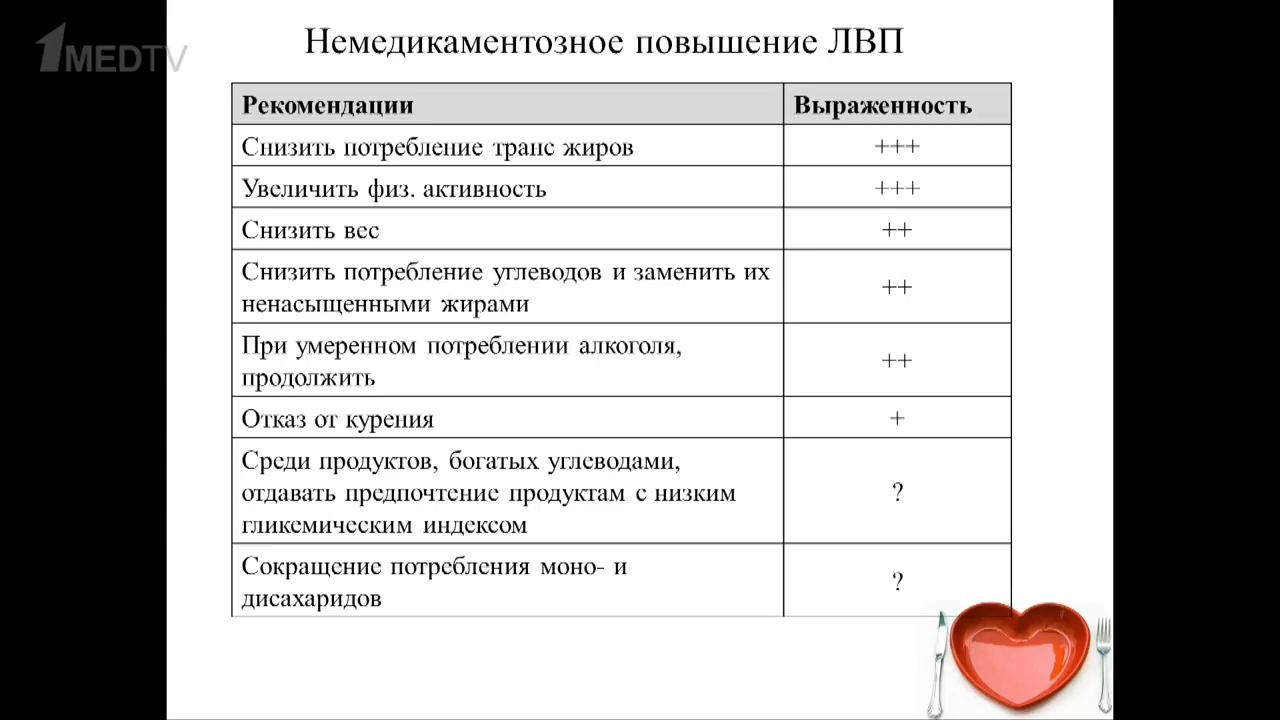 1MEDTV
Немедикаментозное повышение ЛВП
Рекомендации Выраженность
Снизить потребление транс жиров +++
Увеличить физ. активность +++
Снизить вес ++
Снизить потребление углеводов и заменить их
ненасыщенными жирами ++
При умеренном потреблении алкоголя,
продолжить ++
Отказ от курения +
Среди продуктов, богатых углеводами,
отдавать предпочтение продуктам с низким ?
гликемическим индексом
Сокращение потребления моно- и
дисахаридов ?